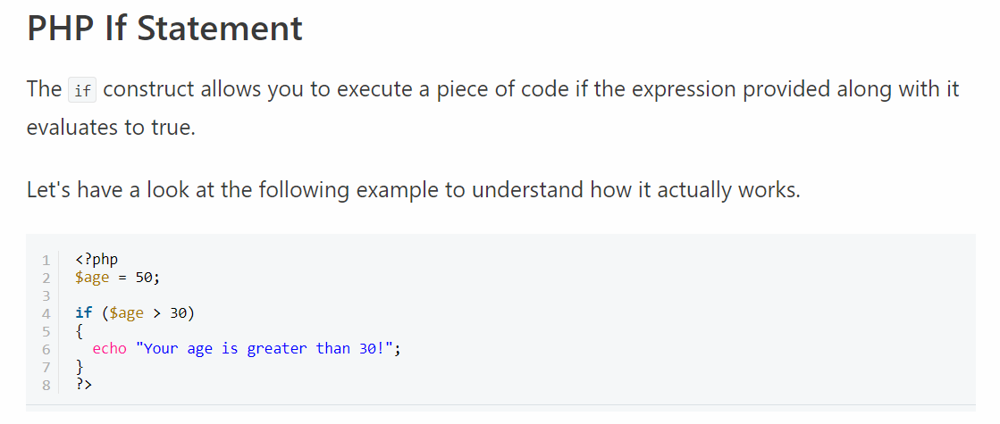 PHP If Statement
The if construct allows you to execute a piece of code if the expression provided along with it
evaluates to true.
Let's have a look at the following example to understand how it actually works.
1 <?php
2 $age = 50;
3
4 if ($age > 30)
5 {
6   echo "Your age is greater than 30!";
7 }
8 ?>